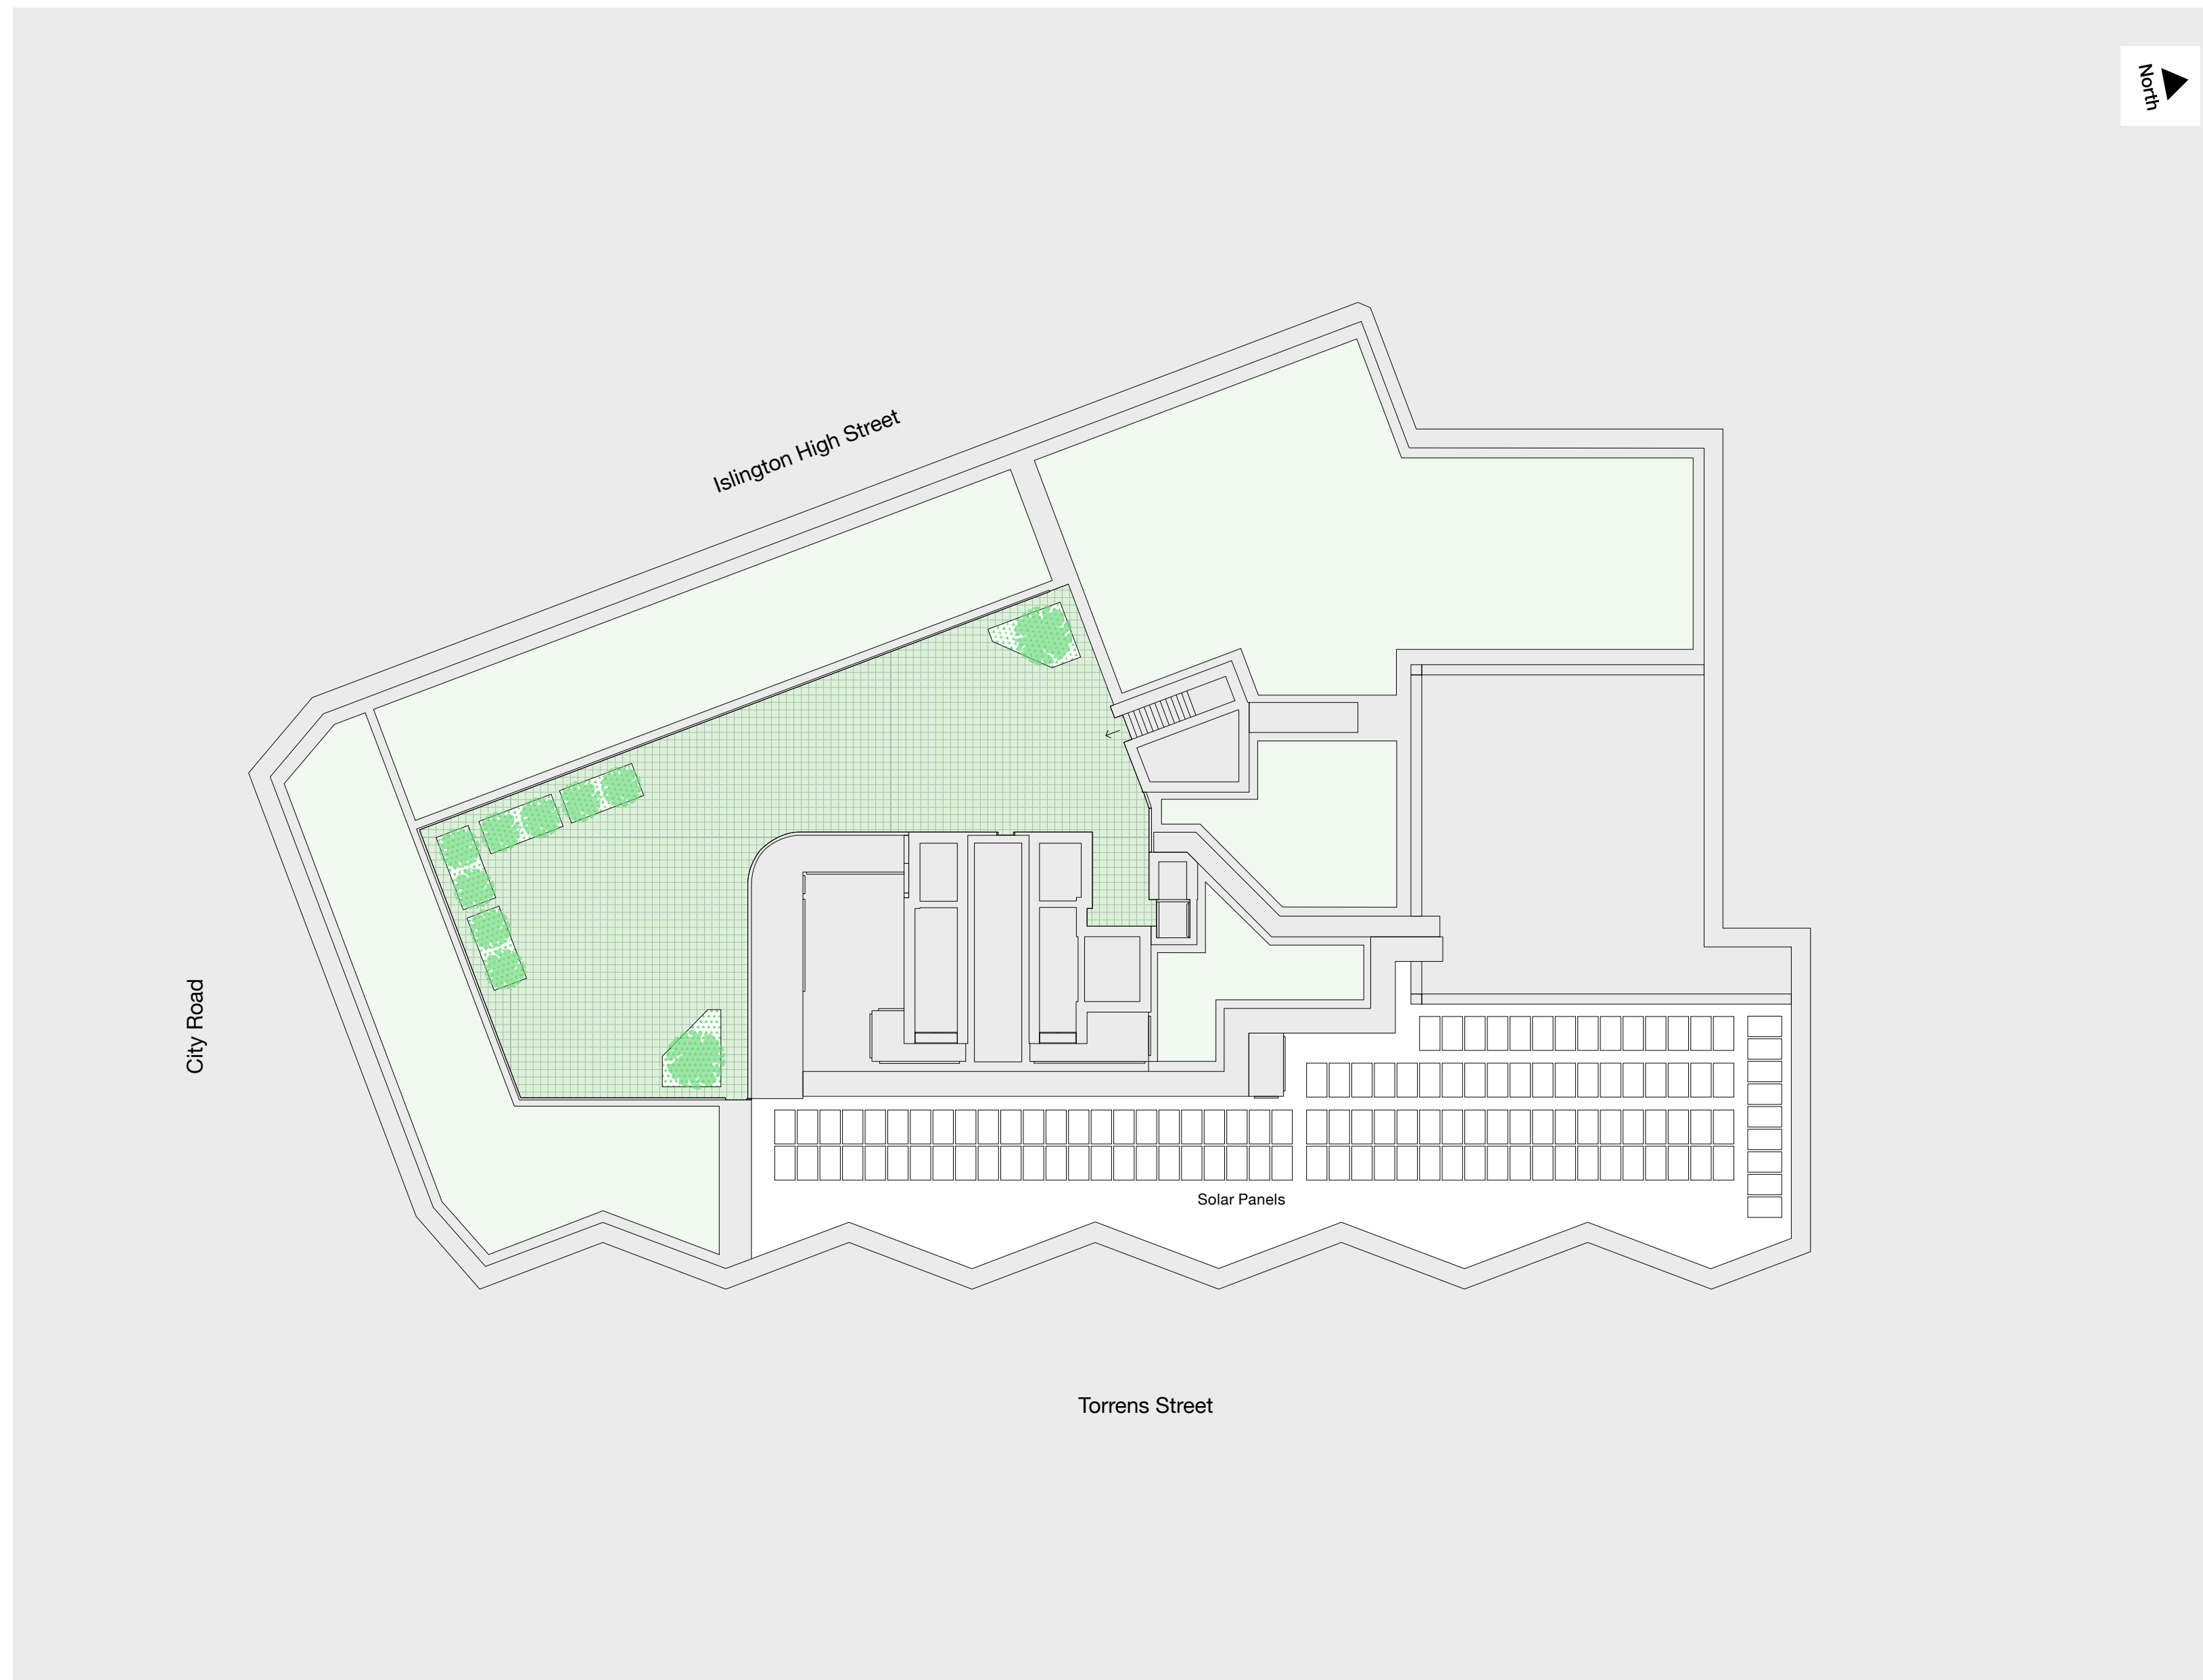 North
Islington High Street
City Road
Solar Panels
Torrens Street